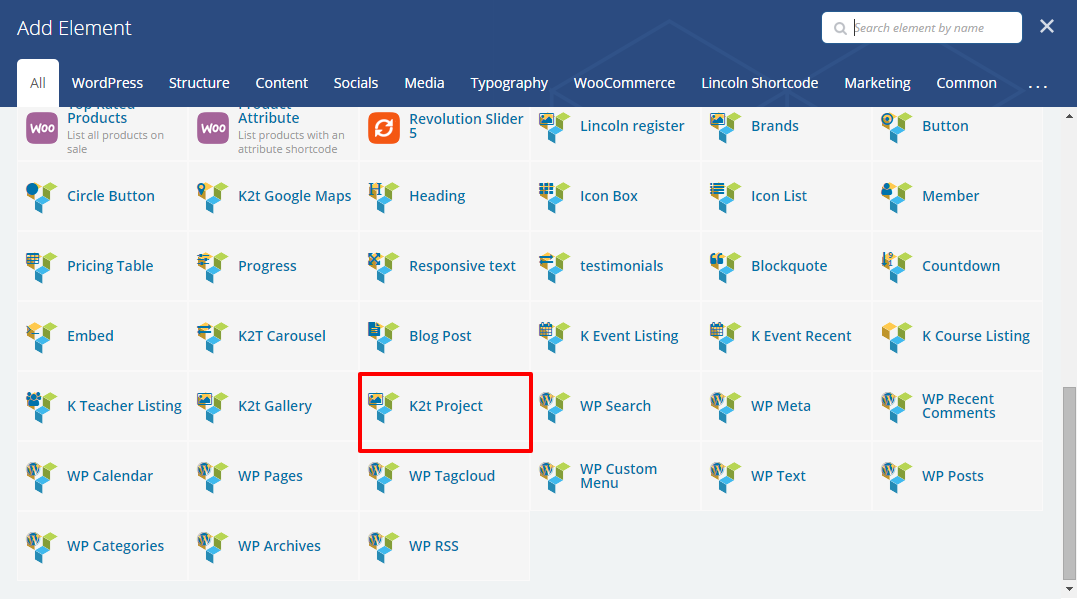 Add Element
Search element by name
All WordPress Structure Content Socials Media Typography WooCommerce Lincoln Shortcode Marketing Common ...
Top Rated
Products
List all products on
sale
Product
Attribute
List products with an
attribute shortcode
Revolution Slider
5
Lincoln register
Brands
Button
Circle Button
K2t Google Maps
Heading
Icon Box
Icon List
Member
Pricing Table
Progress
Responsive text
testimonials
Blockquote
Countdown
Embed
K2T Carousel
Blog Post
K Event Listing
K Event Recent
K Course Listing
K Teacher Listing
K2t Gallery
K2t Project
WP Search
WP Meta
WP Recent
Comments
WP Calendar
WP Pages
WP Tagcloud
WP Custom
Menu
WP Text
WP Posts
WP Categories
WP Archives
WP RSS